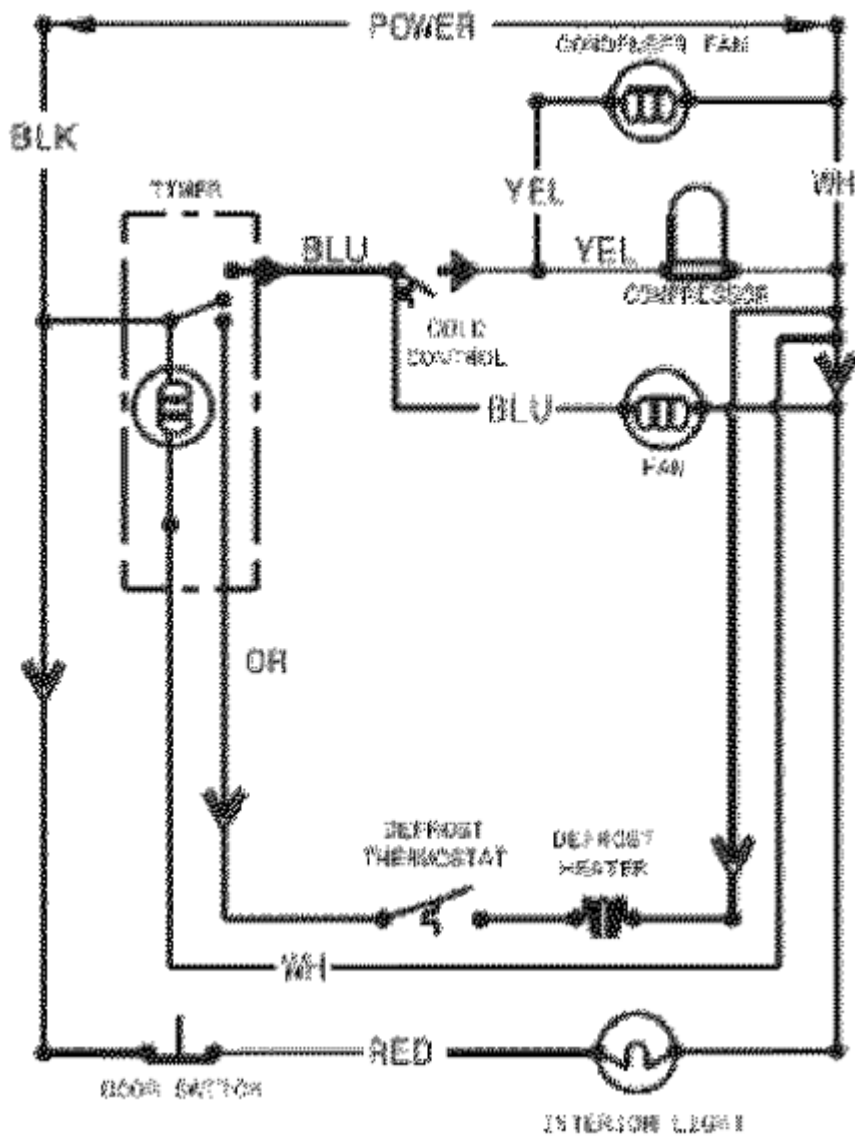 POWER
CONDENSER FAN
BLK
WH
TIMER
YEL
BLU
YEL
COMPRESSOR
COLD
CONTROL
BLU
FAN
OR
DEFROST
THERMOSTAT
DEFROST
HEATER
WH
RED
DOOR
INTERIOR LIGHT